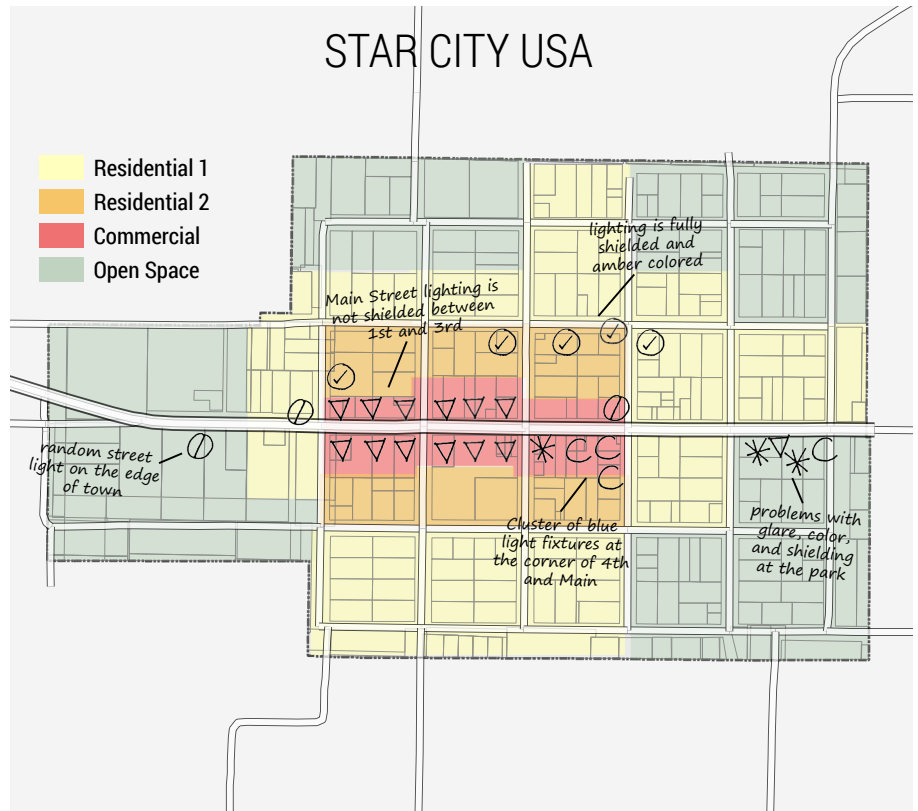 STAR CITY USA
Residential 1
Residential 2
Commercial
Open Space
lighting is fully
shielded and
amber colored
Main Street lighting is
not shielded between
1st and 3rd
random street
light on the edge
of town
Cluster of blue
light fixtures at
the corner of 4th
and Main
problems with
glare, color,
and shielding
at the park